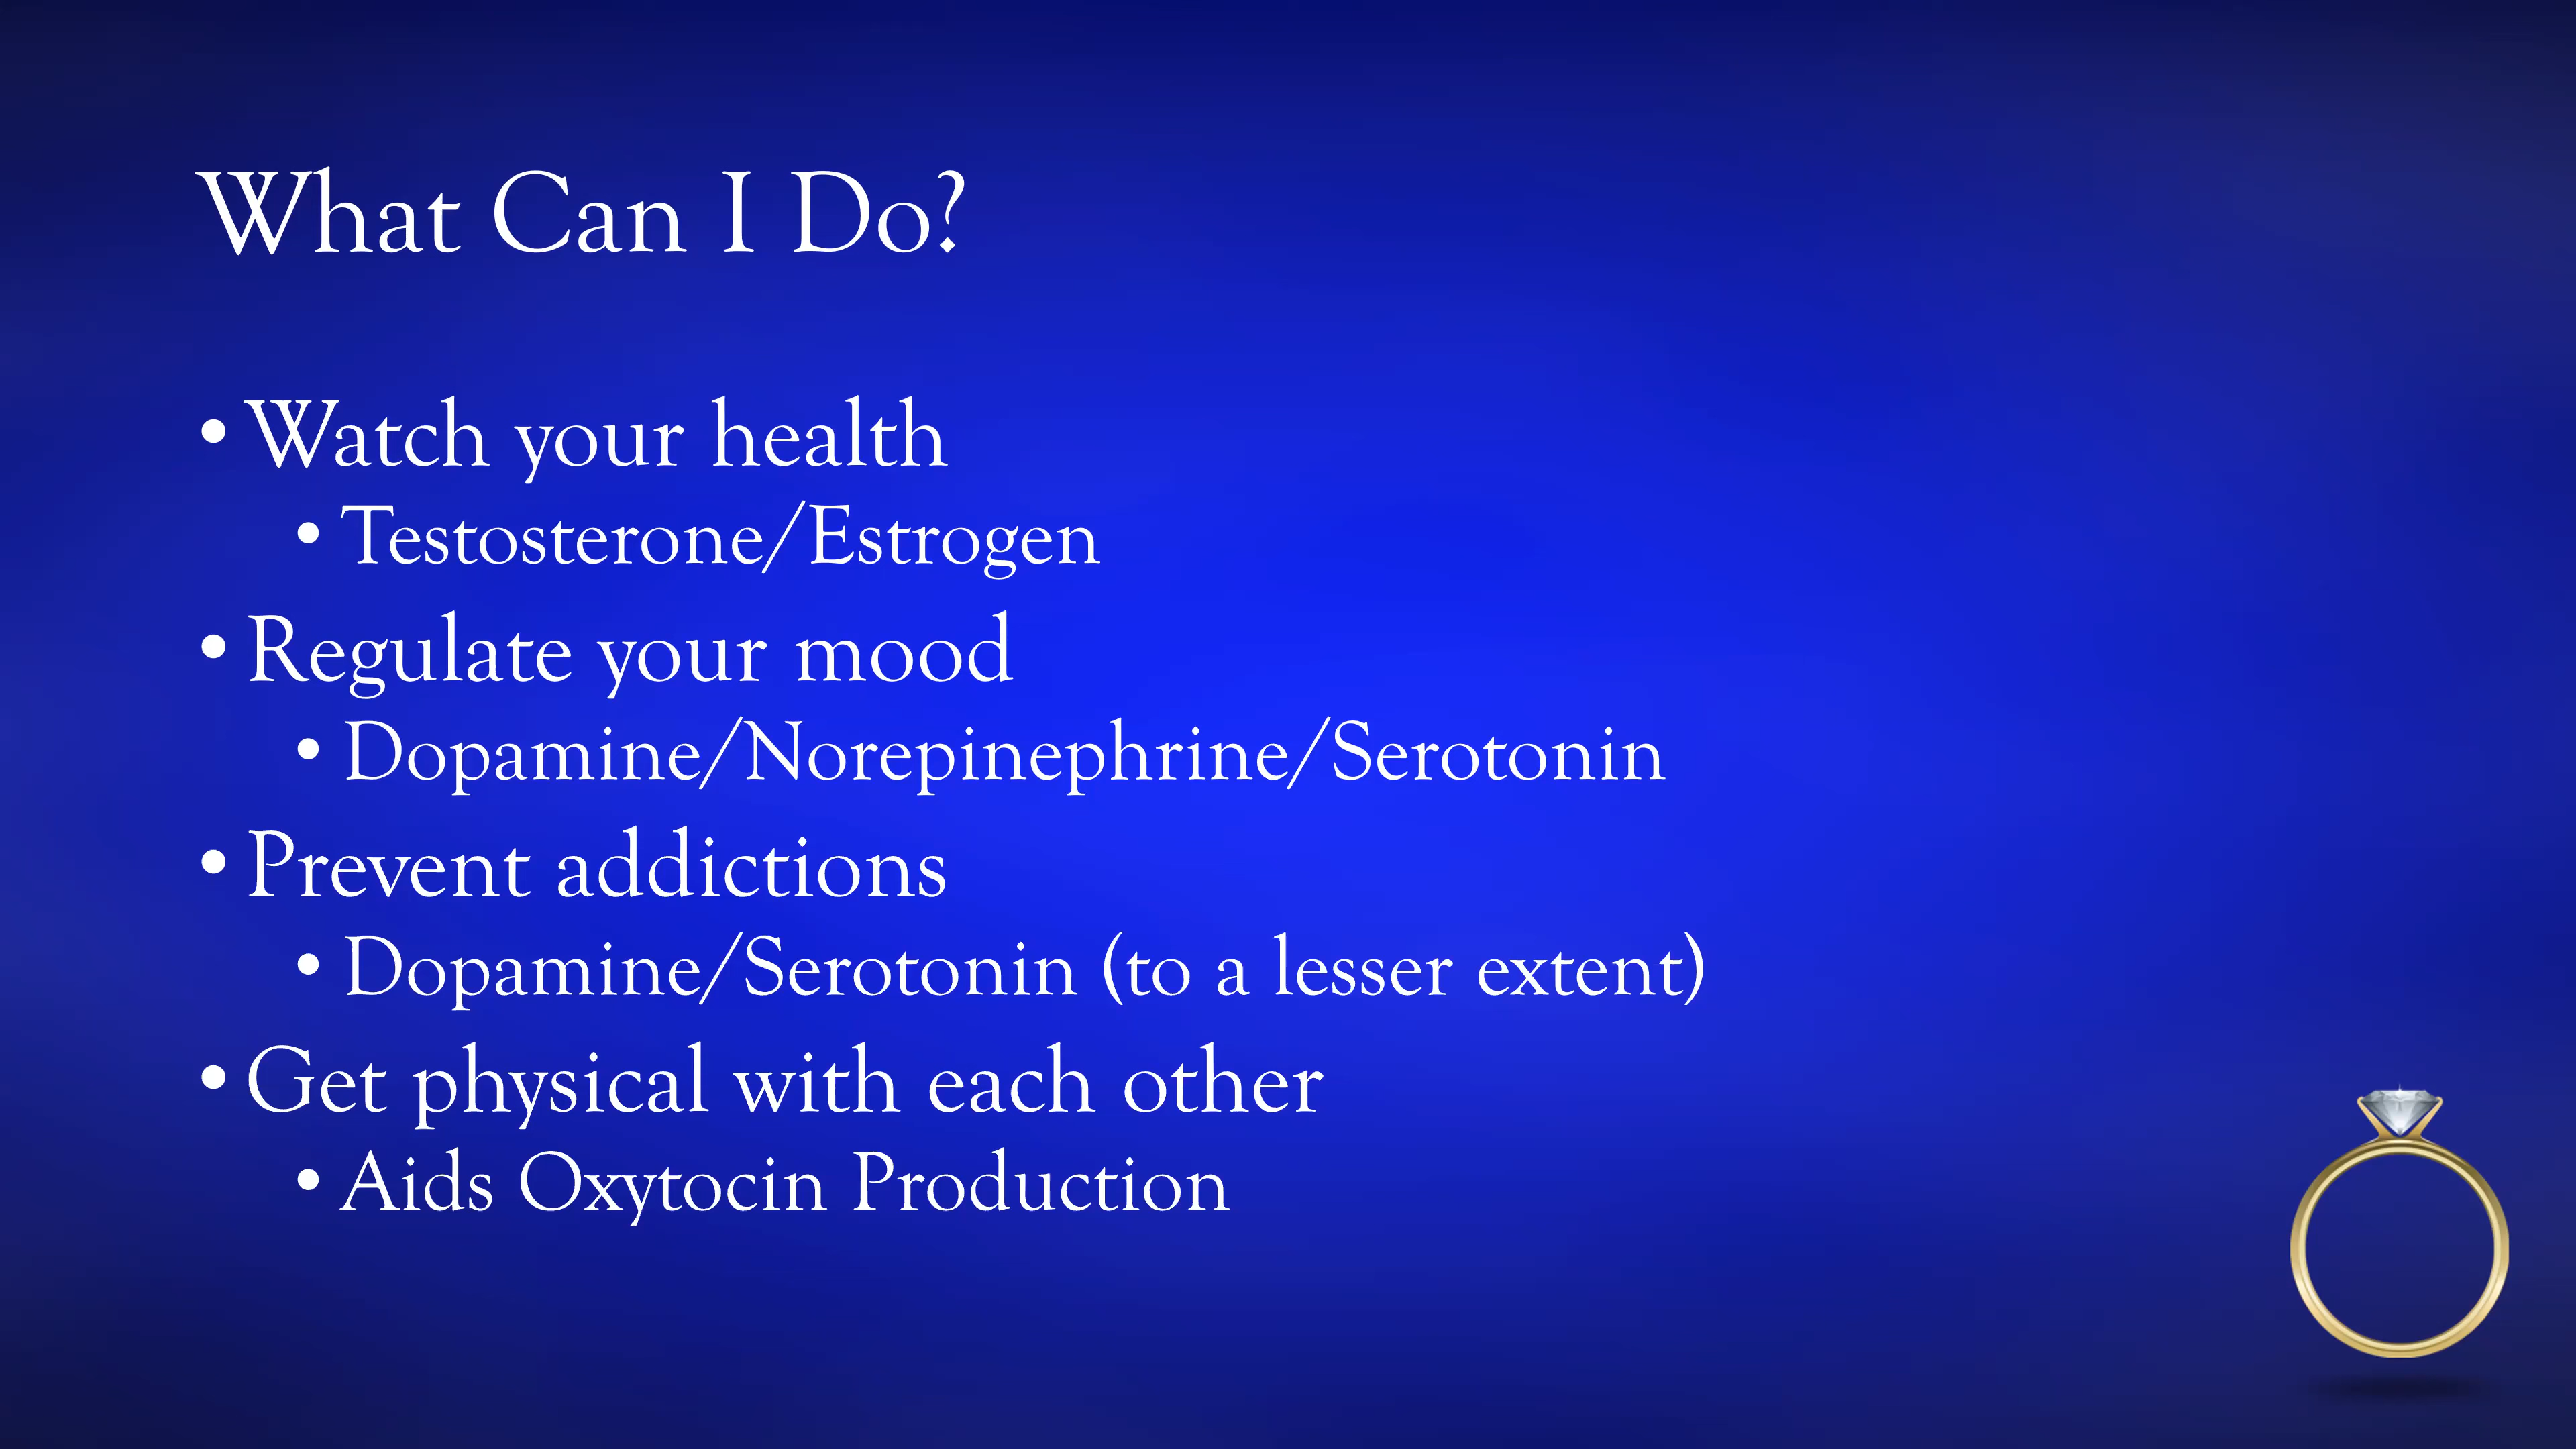 What Can I Do?
• Watch your health
• Testosterone/Estrogen
• Regulate your mood
• Dopamine/Norepinephrine/Serotonin
• Prevent addictions
• Dopamine/Serotonin (to a lesser extent)
• Get physical with each other
• Aids Oxytocin Production